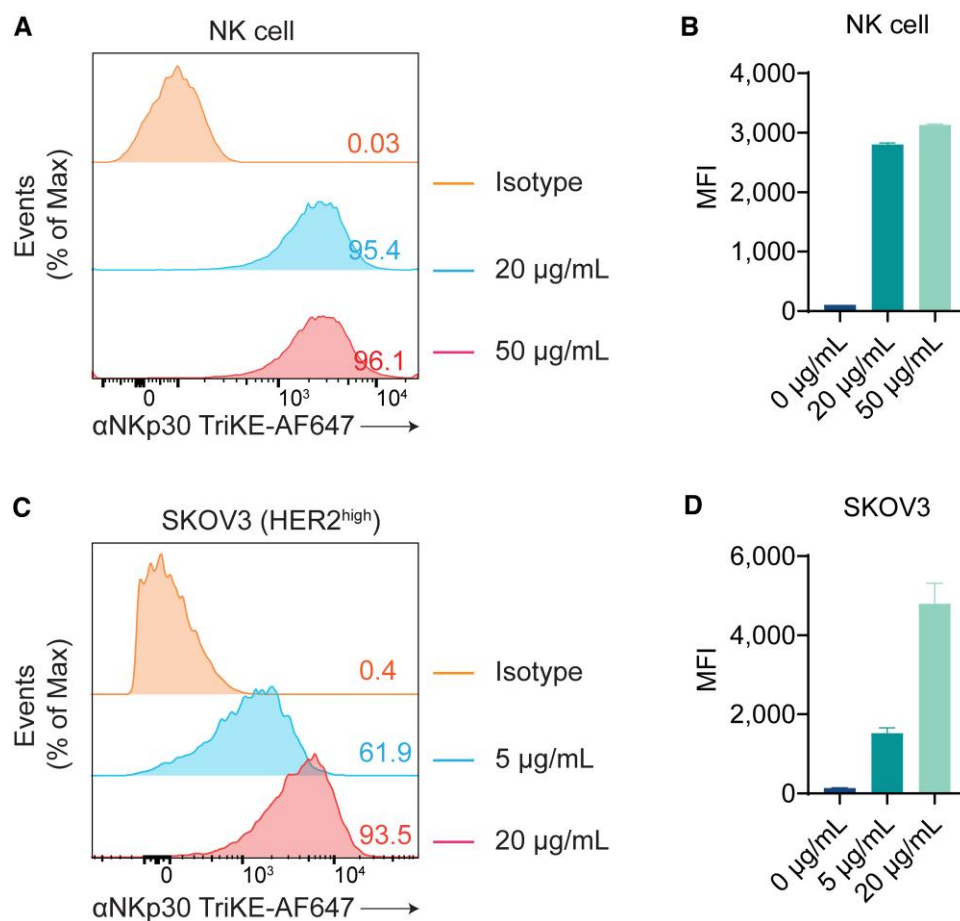 A
NK cell
Events
(% of Max)
0.03
95.4
96.1
Isotype
20 µg/mL
50 µg/mL
0
10³
10⁴
αNKp30 TriKE-AF647
B
NK cell
MFI
4,000
3,000
2,000
1,000
0
0 µg/mL
20 µg/mL
50 µg/mL
C
SKOV3 (HER2ʰⁱᵍʰ)
Events
(% of Max)
0.4
61.9
93.5
Isotype
5 µg/mL
20 µg/mL
0
10³
10⁴
αNKp30 TriKE-AF647
D
SKOV3
MFI
6,000
4,000
2,000
0
0 µg/mL
5 µg/mL
20 µg/mL